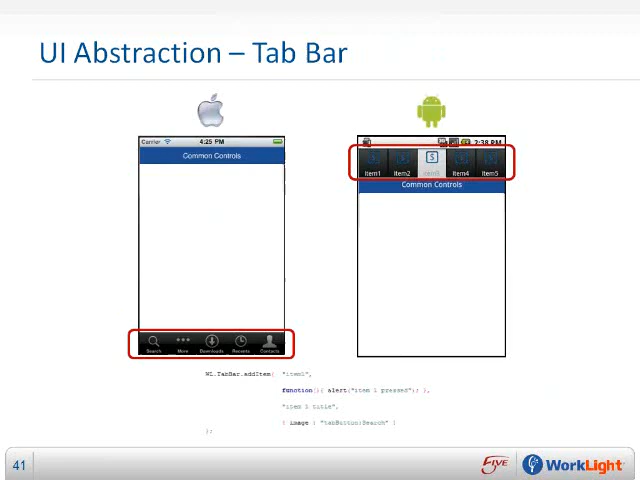 UI Abstraction – Tab Bar
Carrier
4:25 PM
Common Controls
Search More Downloads Recents Contacts
2:38 PM
Item1 Item2 Item3 Item4 Item5
Common Controls
WL.TabBar.addItem( "item1",
function(){ alert("item 1 pressed"); },
"item 1 title",
{ image : "tabButton:Search" }
);
41
FIVE
WorkLight